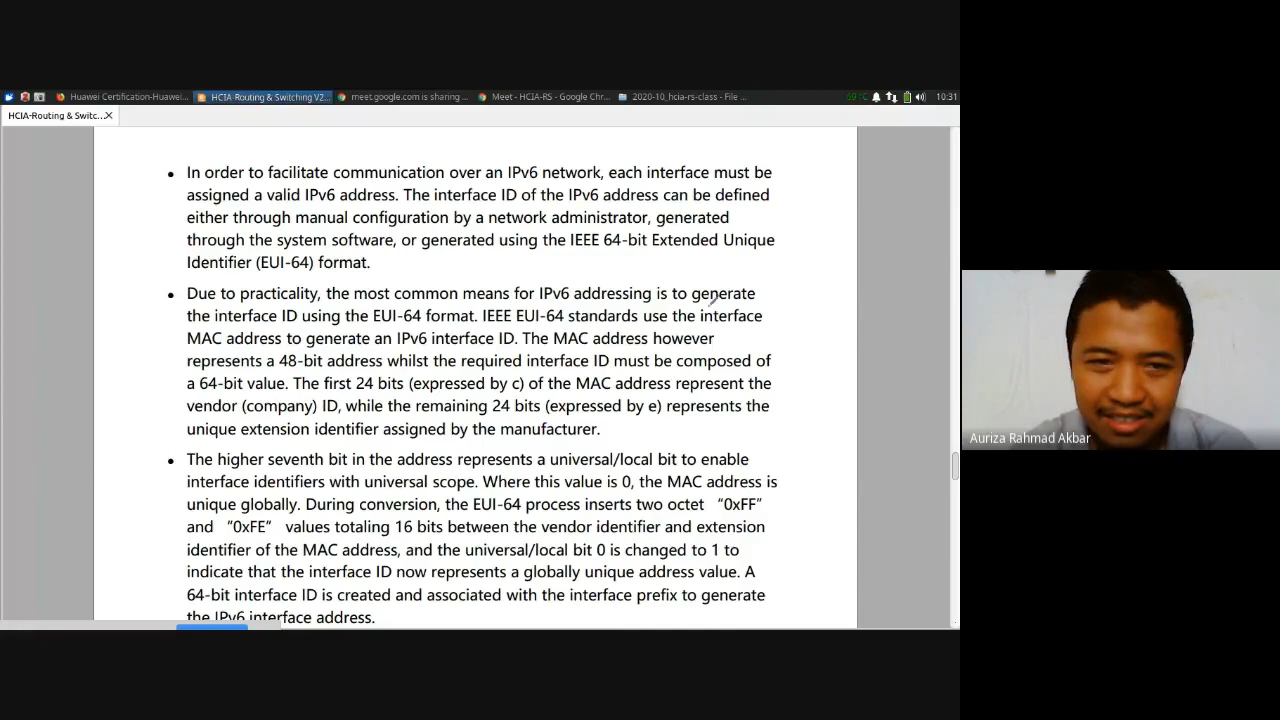 Huawei Certification-Huawei...
HCIA-Routing & Switching V2...
meet.google.com is sharing ...
Meet - HCIA-RS - Google Chr...
2020-10_hcia-rs-class - File ...
10:31
HCIA-Routing & Switc...
• In order to facilitate communication over an IPv6 network, each interface must be
assigned a valid IPv6 address. The interface ID of the IPv6 address can be defined
either through manual configuration by a network administrator, generated
through the system software, or generated using the IEEE 64-bit Extended Unique
Identifier (EUI-64) format.
• Due to practicality, the most common means for IPv6 addressing is to generate
the interface ID using the EUI-64 format. IEEE EUI-64 standards use the interface
MAC address to generate an IPv6 interface ID. The MAC address however
represents a 48-bit address whilst the required interface ID must be composed of
a 64-bit value. The first 24 bits (expressed by c) of the MAC address represent the
vendor (company) ID, while the remaining 24 bits (expressed by e) represents the
unique extension identifier assigned by the manufacturer.
• The higher seventh bit in the address represents a universal/local bit to enable
interface identifiers with universal scope. Where this value is 0, the MAC address is
unique globally. During conversion, the EUI-64 process inserts two octet “0xFF”
and “0xFE” values totaling 16 bits between the vendor identifier and extension
identifier of the MAC address, and the universal/local bit 0 is changed to 1 to
indicate that the interface ID now represents a globally unique address value. A
64-bit interface ID is created and associated with the interface prefix to generate
the IPv6 interface address.
Auriza Rahmad Akbar